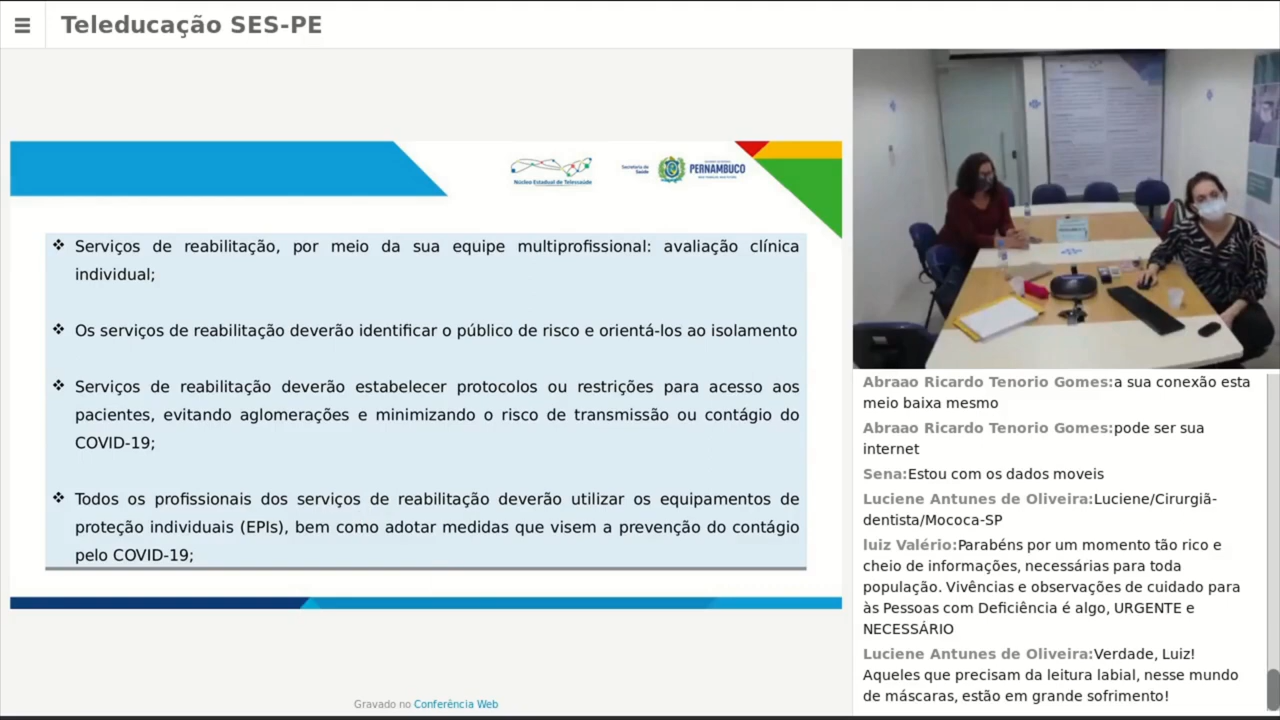 Teleducação SES-PE
Núcleo Estadual de Telessaúde
Secretaria de
Saúde
PERNAMBUCO
❖ Serviços de reabilitação, por meio da sua equipe multiprofissional: avaliação clínica
individual;
❖ Os serviços de reabilitação deverão identificar o público de risco e orientá-los ao isolamento
❖ Serviços de reabilitação deverão estabelecer protocolos ou restrições para acesso aos
pacientes, evitando aglomerações e minimizando o risco de transmissão ou contágio do
COVID-19;
❖ Todos os profissionais dos serviços de reabilitação deverão utilizar os equipamentos de
proteção individuais (EPIs), bem como adotar medidas que visem a prevenção do contágio
pelo COVID-19;
Gravado no Conferência Web
Abraao Ricardo Tenorio Gomes:a sua conexão esta
meio baixa mesmo
Abraao Ricardo Tenorio Gomes:pode ser sua
internet
Sena:Estou com os dados moveis
Luciene Antunes de Oliveira:Luciene/Cirurgiã-
dentista/Mococa-SP
luiz Valério:Parabéns por um momento tão rico e
cheio de informações, necessárias para toda
população. Vivências e observações de cuidado para
às Pessoas com Deficiência é algo, URGENTE e
NECESSÁRIO
Luciene Antunes de Oliveira:Verdade, Luiz!
Aqueles que precisam da leitura labial, nesse mundo
de máscaras, estão em grande sofrimento!